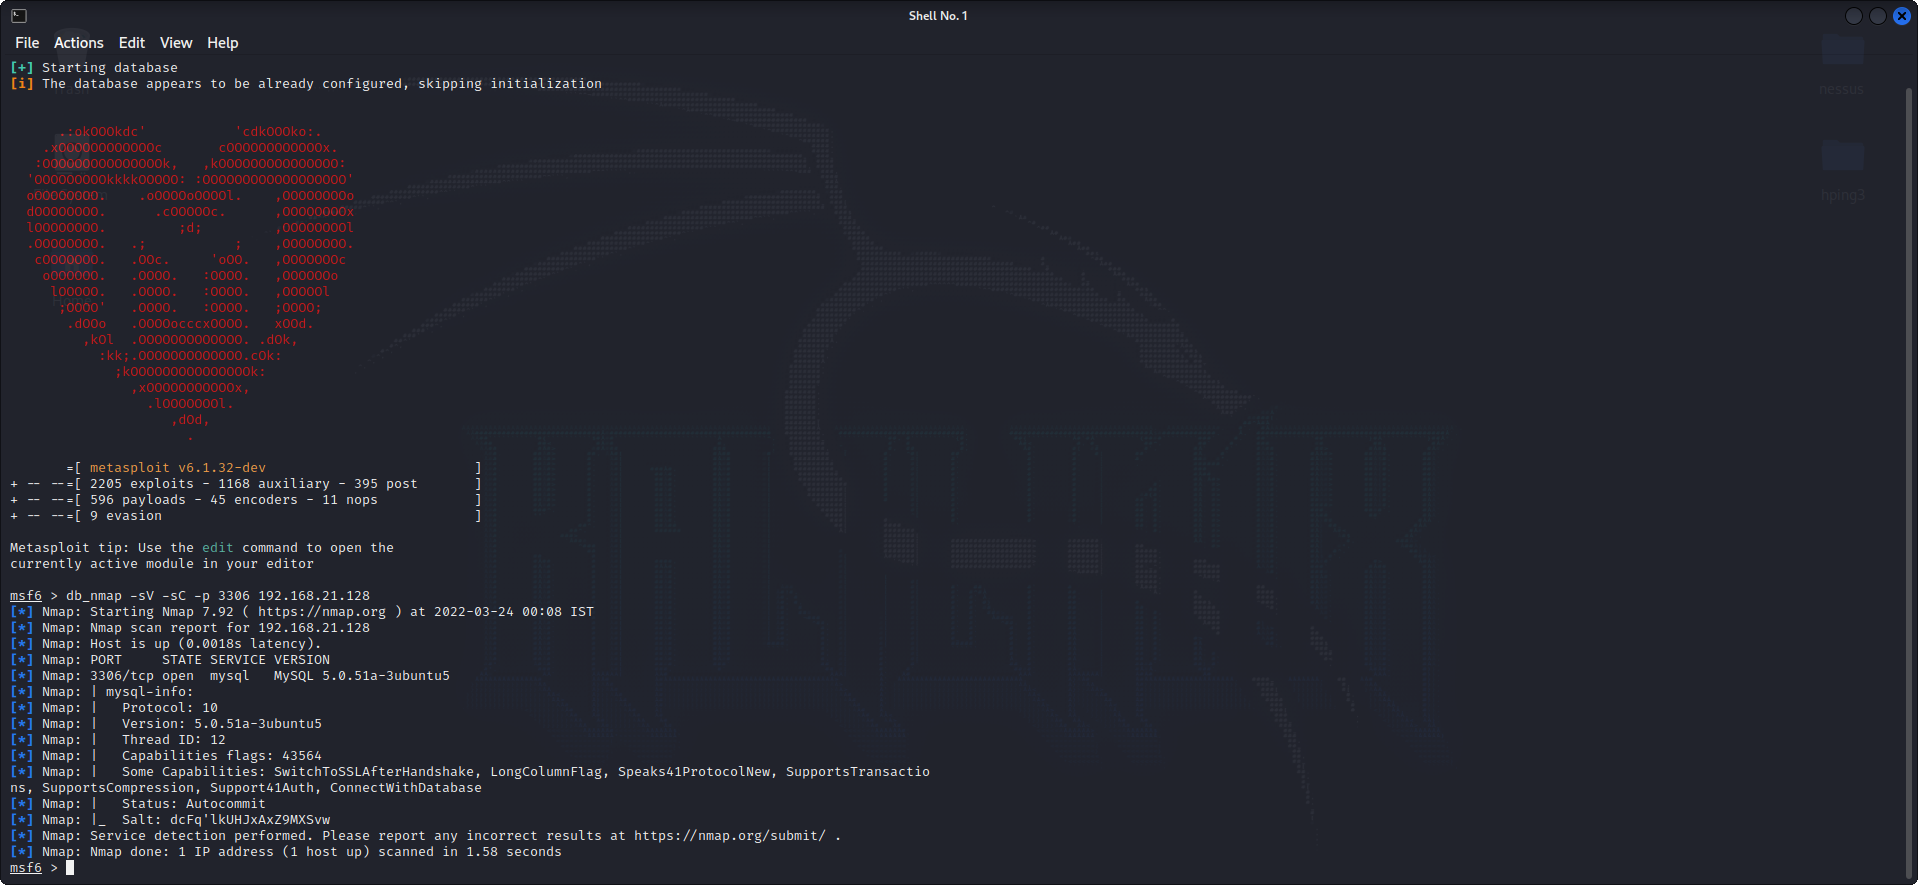 Shell No. 1
File Actions Edit View Help
[+] Starting database
[i] The database appears to be already configured, skipping initialization
.:okOOOkdc'           'cdkOOOko:.
.xOOOOOOOOOOOOc       cOOOOOOOOOOOOx.
:OOOOOOOOOOOOOOOk,   ,kOOOOOOOOOOOOOOO:
'OOOOOOOOOkkkkOOOOO: :OOOOOOOOOOOOOOOOOO'
oOOOOOOOO.    .oOOOOoOOOOl.    ,OOOOOOOOo
dOOOOOOOO.      .cOOOOOc.      ,OOOOOOOOx
lOOOOOOOO.         ;d;         ,OOOOOOOOl
.OOOOOOOO.   .;           ;    ,OOOOOOOO.
cOOOOOOO.   .OOc.     'oOO.   ,OOOOOOOc
oOOOOOO.   .OOOO.   :OOOO.   ,OOOOOOo
lOOOOO.   .OOOO.   :OOOO.   ,OOOOOl
;OOOO'   .OOOO.   :OOOO.   ;OOOO;
.dOOo   .OOOOocccxOOOO.   xOOd.
,kOl  .OOOOOOOOOOOOO. .dOk,
:kk;.OOOOOOOOOOOOO.cOk:
;kOOOOOOOOOOOOOOOk:
,xOOOOOOOOOOOx,
.lOOOOOOOl.
,dOd,
.
=[ metasploit v6.1.32-dev                          ]
+ -- --=[ 2205 exploits - 1168 auxiliary - 395 post       ]
+ -- --=[ 596 payloads - 45 encoders - 11 nops            ]
+ -- --=[ 9 evasion                                       ]
Metasploit tip: Use the edit command to open the
currently active module in your editor
msf6 > db_nmap -sV -sC -p 3306 192.168.21.128
[*] Nmap: Starting Nmap 7.92 ( https://nmap.org ) at 2022-03-24 00:08 IST
[*] Nmap: Nmap scan report for 192.168.21.128
[*] Nmap: Host is up (0.0018s latency).
[*] Nmap: PORT     STATE SERVICE VERSION
[*] Nmap: 3306/tcp open  mysql   MySQL 5.0.51a-3ubuntu5
[*] Nmap: | mysql-info:
[*] Nmap: |   Protocol: 10
[*] Nmap: |   Version: 5.0.51a-3ubuntu5
[*] Nmap: |   Thread ID: 12
[*] Nmap: |   Capabilities flags: 43564
[*] Nmap: |   Some Capabilities: SwitchToSSLAfterHandshake, LongColumnFlag, Speaks41ProtocolNew, SupportsTransactio
ns, SupportsCompression, Support41Auth, ConnectWithDatabase
[*] Nmap: |   Status: Autocommit
[*] Nmap: |_  Salt: dcFq'lkUHJxAxZ9MXSvw
[*] Nmap: Service detection performed. Please report any incorrect results at https://nmap.org/submit/ .
[*] Nmap: Nmap done: 1 IP address (1 host up) scanned in 1.58 seconds
msf6 >
nessus
hping3